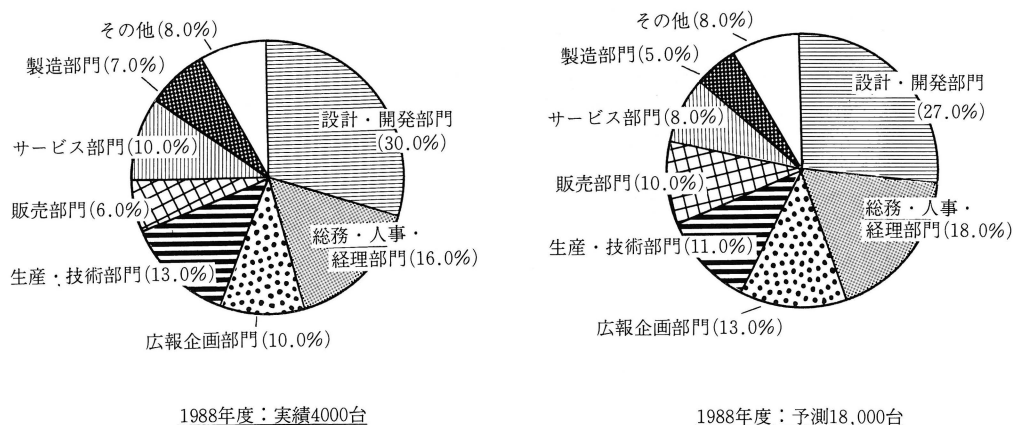 その他(8.0%)
製造部門(7.0%)
設計・開発部門
(30.0%)
サービス部門(10.0%)
販売部門(6.0%)
総務・人事・
経理部門(16.0%)
生産・技術部門(13.0%)
広報企画部門(10.0%)
1988年度：実績4000台
その他(8.0%)
製造部門(5.0%)
設計・開発部門
(27.0%)
サービス部門(8.0%)
販売部門(10.0%)
総務・人事・
経理部門(18.0%)
生産・技術部門(11.0%)
広報企画部門(13.0%)
1988年度：予測18,000台